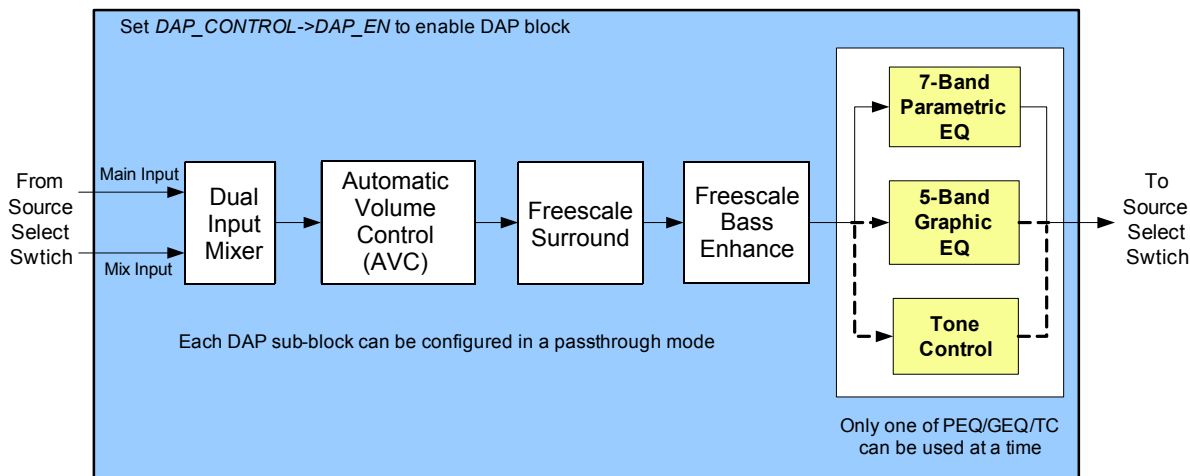 Set DAP_CONTROL->DAP_EN to enable DAP block
From
Source
Select
Swtich
Main Input
Mix Input
Dual
Input
Mixer
Automatic
Volume
Control
(AVC)
Freescale
Surround
Freescale
Bass
Enhance
7-Band
Parametric
EQ
5-Band
Graphic
EQ
Tone
Control
To
Source
Select
Swtich
Each DAP sub-block can be configured in a passthrough mode
Only one of PEQ/GEQ/TC
can be used at a time